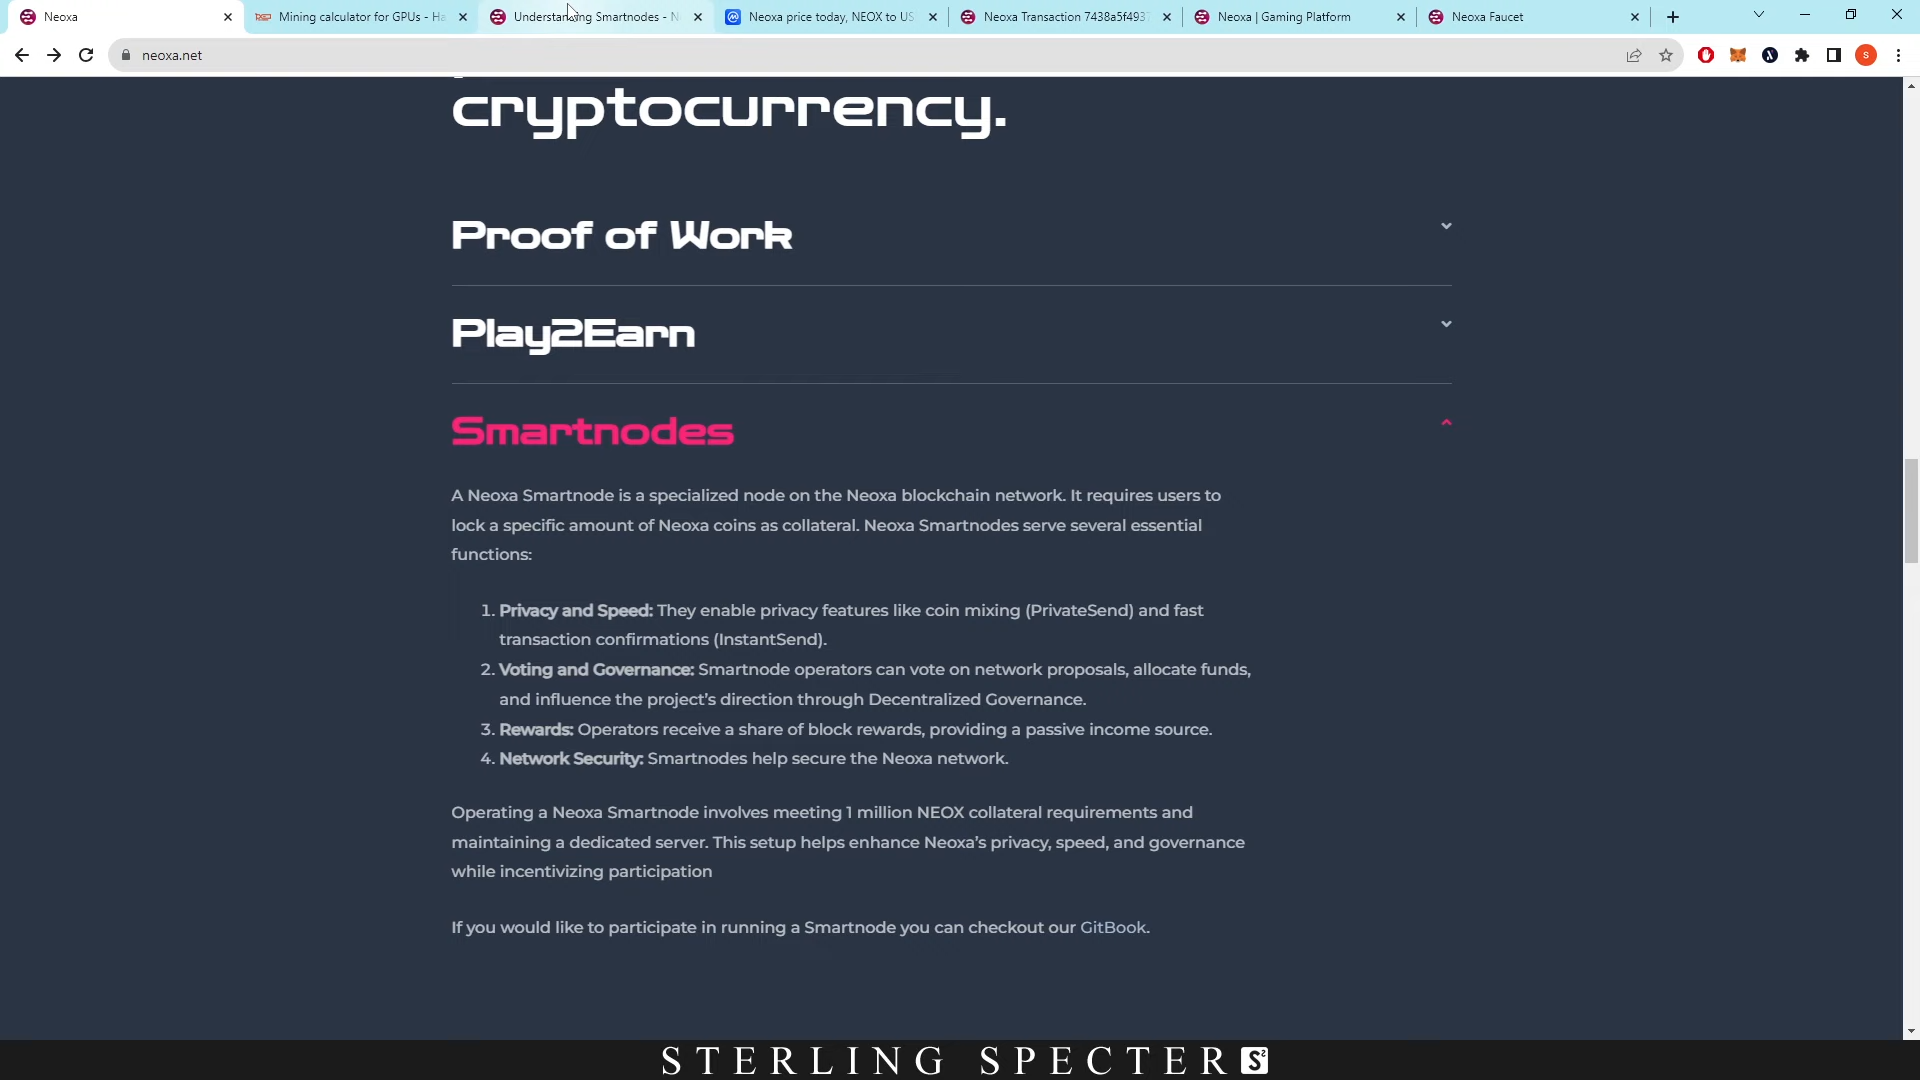 Neoxa
Mining calculator for GPUs - Ha
Understanding Smartnodes - N
Neoxa price today, NEOX to US
Neoxa Transaction 7438a5f4937
Neoxa | Gaming Platform
Neoxa Faucet
neoxa.net
S
cryptocurrency.
Proof of Work
Play2Earn
Smartnodes
A Neoxa Smartnode is a specialized node on the Neoxa blockchain network. It requires users to
lock a specific amount of Neoxa coins as collateral. Neoxa Smartnodes serve several essential
functions:
1. Privacy and Speed: They enable privacy features like coin mixing (PrivateSend) and fast
transaction confirmations (InstantSend).
2. Voting and Governance: Smartnode operators can vote on network proposals, allocate funds,
and influence the project's direction through Decentralized Governance.
3. Rewards: Operators receive a share of block rewards, providing a passive income source.
4. Network Security: Smartnodes help secure the Neoxa network.
Operating a Neoxa Smartnode involves meeting 1 million NEOX collateral requirements and
maintaining a dedicated server. This setup helps enhance Neoxa's privacy, speed, and governance
while incentivizing participation
If you would like to participate in running a Smartnode you can checkout our GitBook.
STERLING SPECTER S²